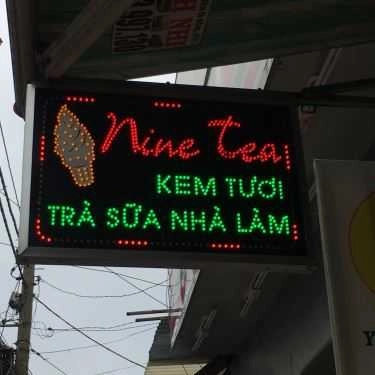 Nine Tea
KEM TƯƠI
TRÀ SỮA NHÀ LÀM